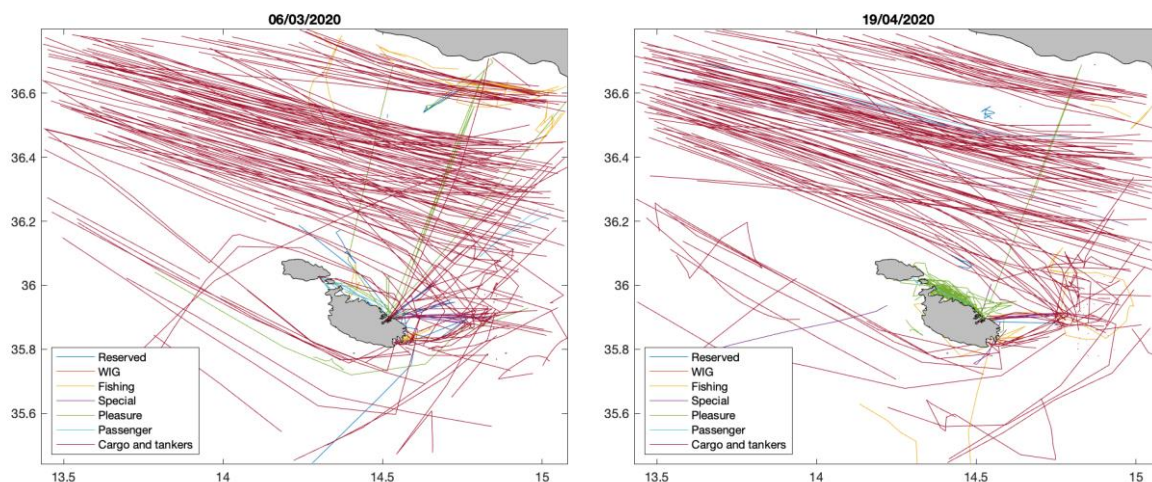 06/03/2020
36.6
36.4
36.2
36
35.8
35.6
13.5
14
14.5
15
Reserved
WIG
Fishing
Special
Pleasure
Passenger
Cargo and tankers
19/04/2020
36.6
36.4
36.2
36
35.8
35.6
13.5
14
14.5
15
Reserved
WIG
Fishing
Special
Pleasure
Passenger
Cargo and tankers